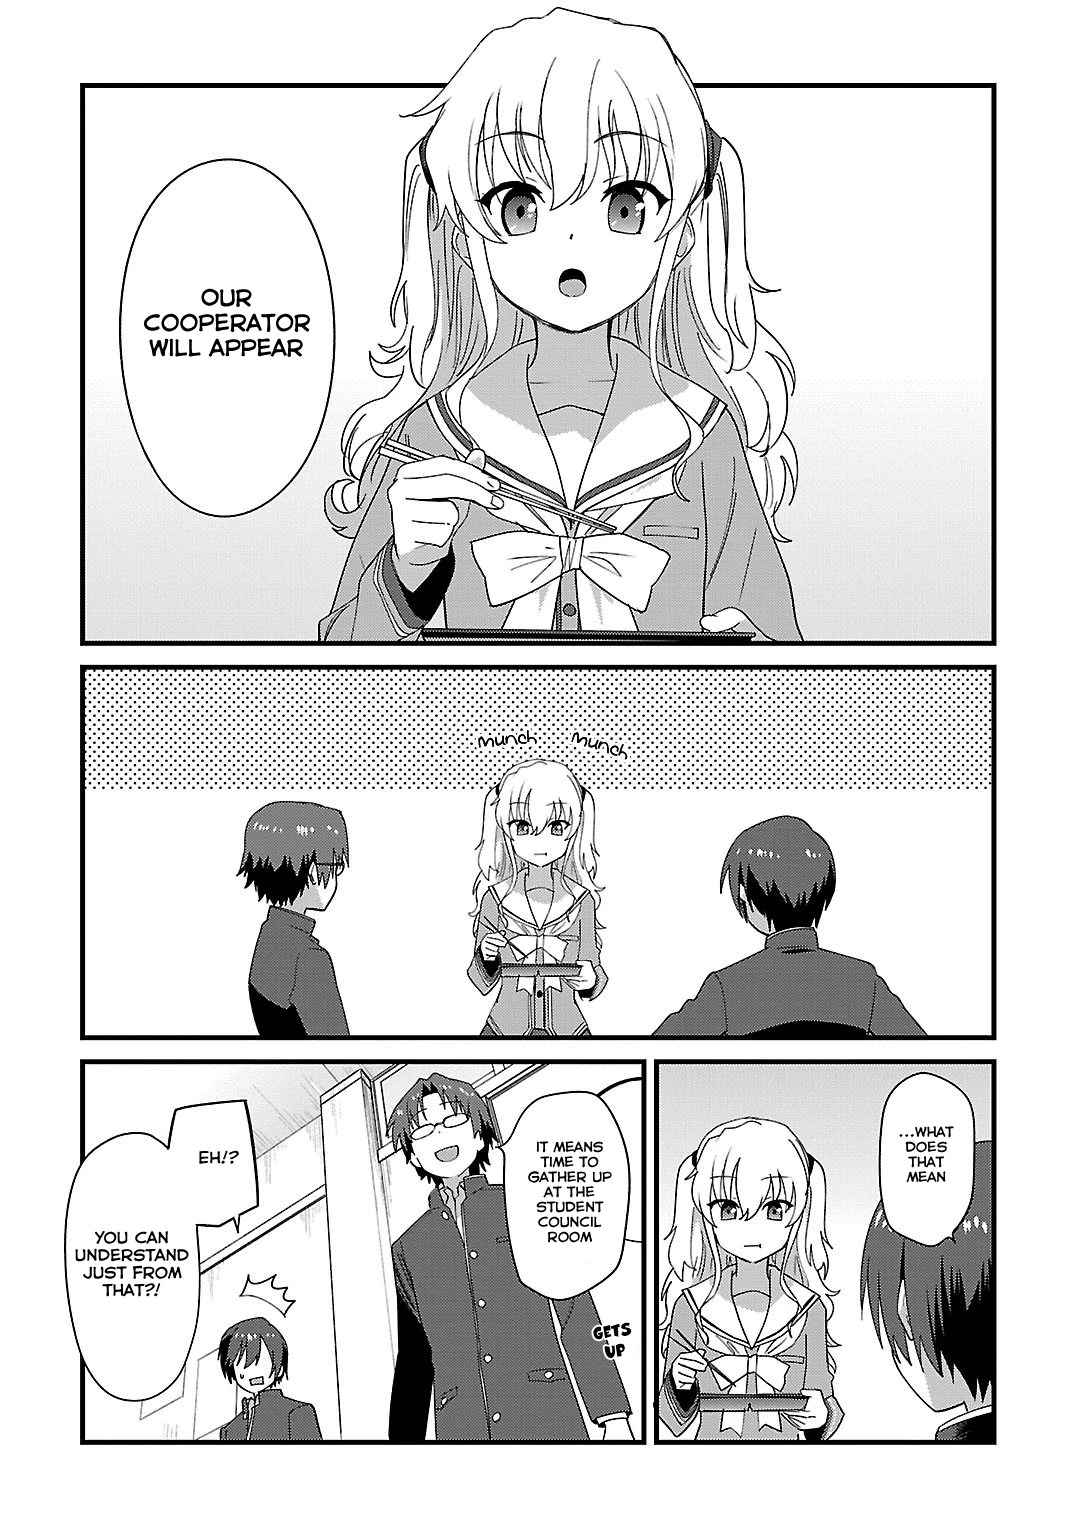 OUR
COOPERATOR
WILL APPEAR
munch
munch
...WHAT
DOES
THAT
MEAN
IT MEANS
TIME TO
GATHER UP
AT THE
STUDENT
COUNCIL
ROOM
GETS
UP
EH!?
YOU CAN
UNDERSTAND
JUST FROM
THAT?!